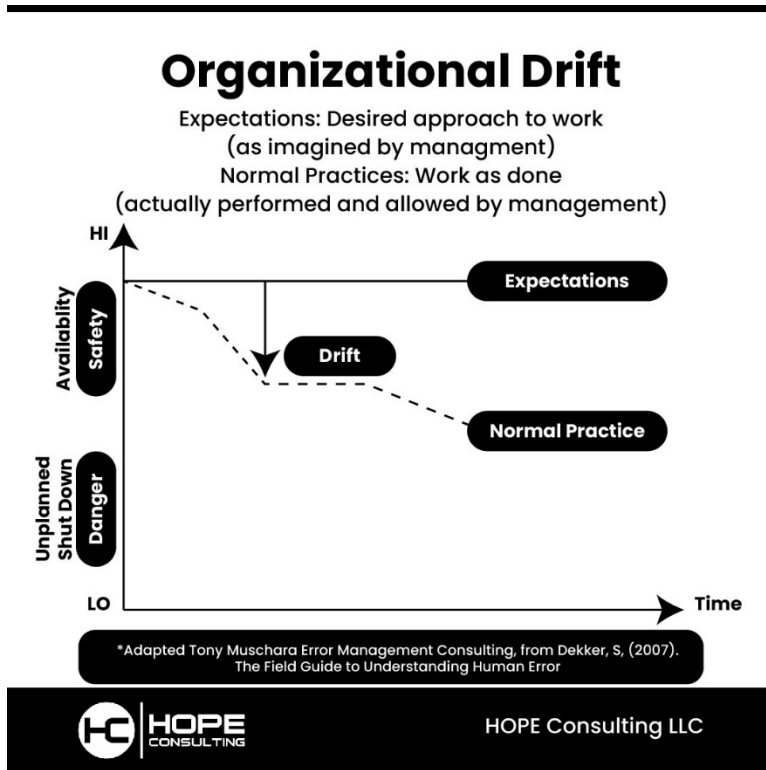 Organizational Drift
Expectations: Desired approach to work
(as imagined by managment)
Normal Practices: Work as done
(actually performed and allowed by management)
HI
Expectations
Availablity
Safety
Drift
Normal Practice
Unplanned
Shut Down
Danger
LO
Time
*Adapted Tony Muschara Error Management Consulting, from Dekker, S, (2007).
The Field Guide to Understanding Human Error
HC
HOPE
CONSULTING
HOPE Consulting LLC